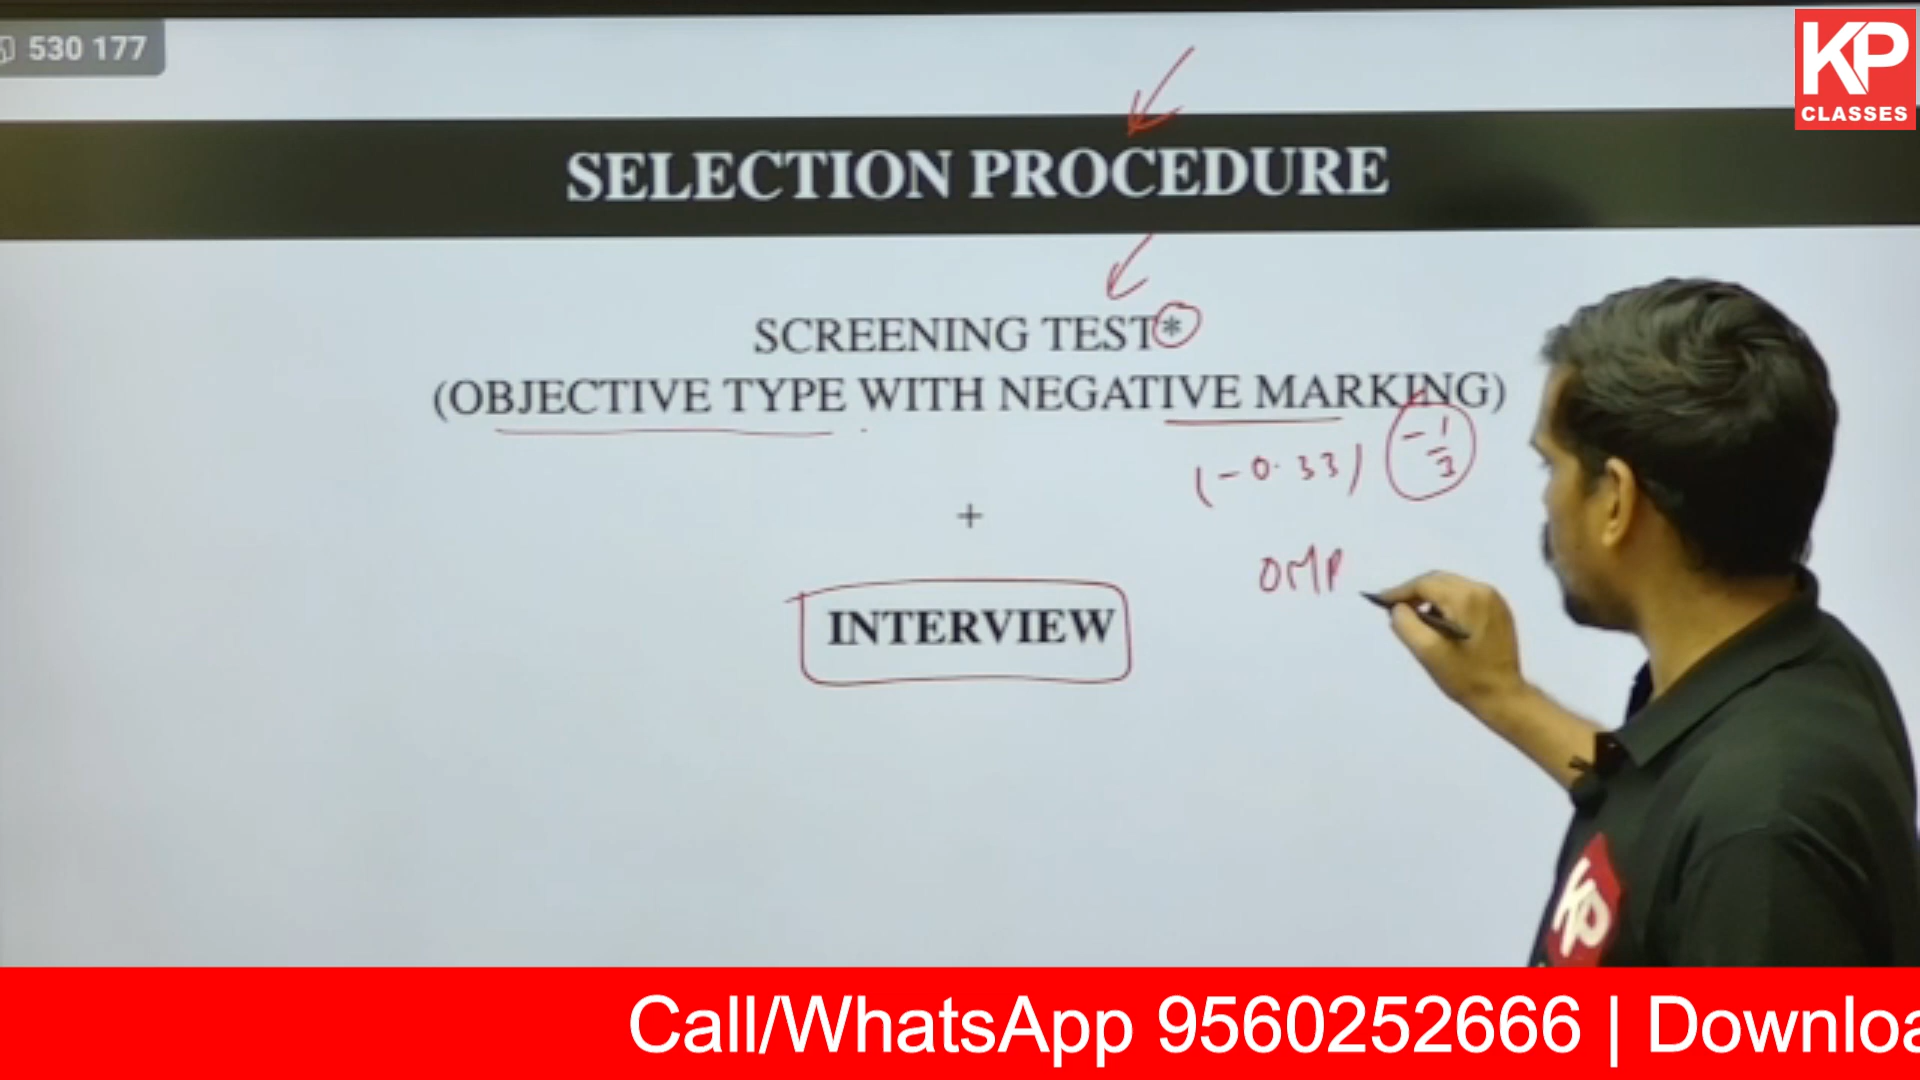 530 177
KP
CLASSES
SELECTION PROCEDURE
SCREENING TEST*
(OBJECTIVE TYPE WITH NEGATIVE MARKING)
(-0.33) -1/3
+
OMR
INTERVIEW
KP
Call/WhatsApp 9560252666 | Downloa